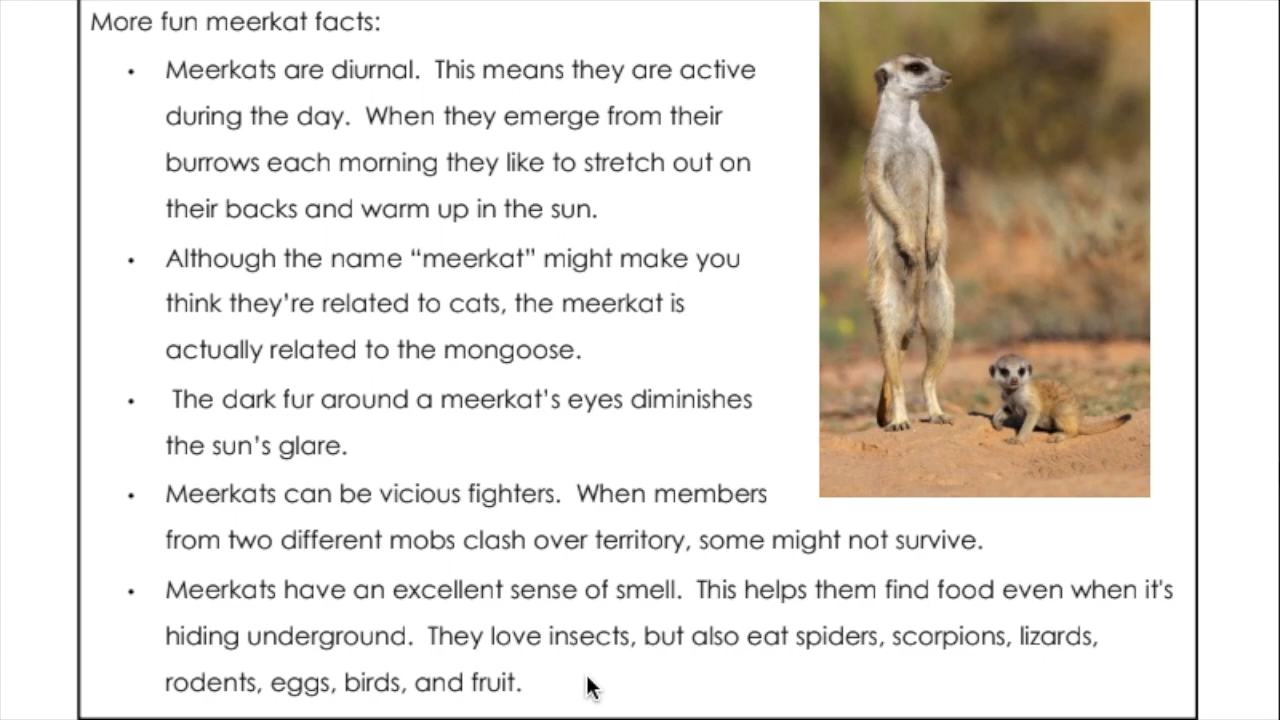 More fun meerkat facts:
• Meerkats are diurnal.  This means they are active
during the day.  When they emerge from their
burrows each morning they like to stretch out on
their backs and warm up in the sun.
• Although the name “meerkat” might make you
think they’re related to cats, the meerkat is
actually related to the mongoose.
• The dark fur around a meerkat’s eyes diminishes
the sun’s glare.
• Meerkats can be vicious fighters.  When members
from two different mobs clash over territory, some might not survive.
• Meerkats have an excellent sense of smell.  This helps them find food even when it's
hiding underground.  They love insects, but also eat spiders, scorpions, lizards,
rodents, eggs, birds, and fruit.